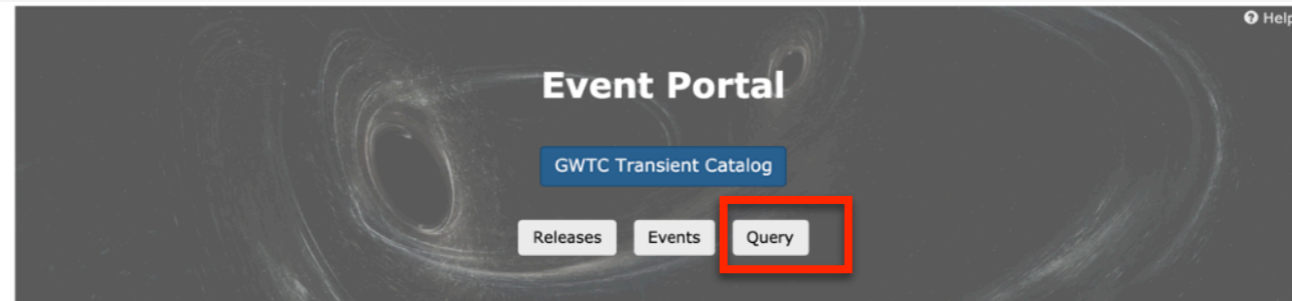 Help
Event Portal
GWTC Transient Catalog
Releases Events Query